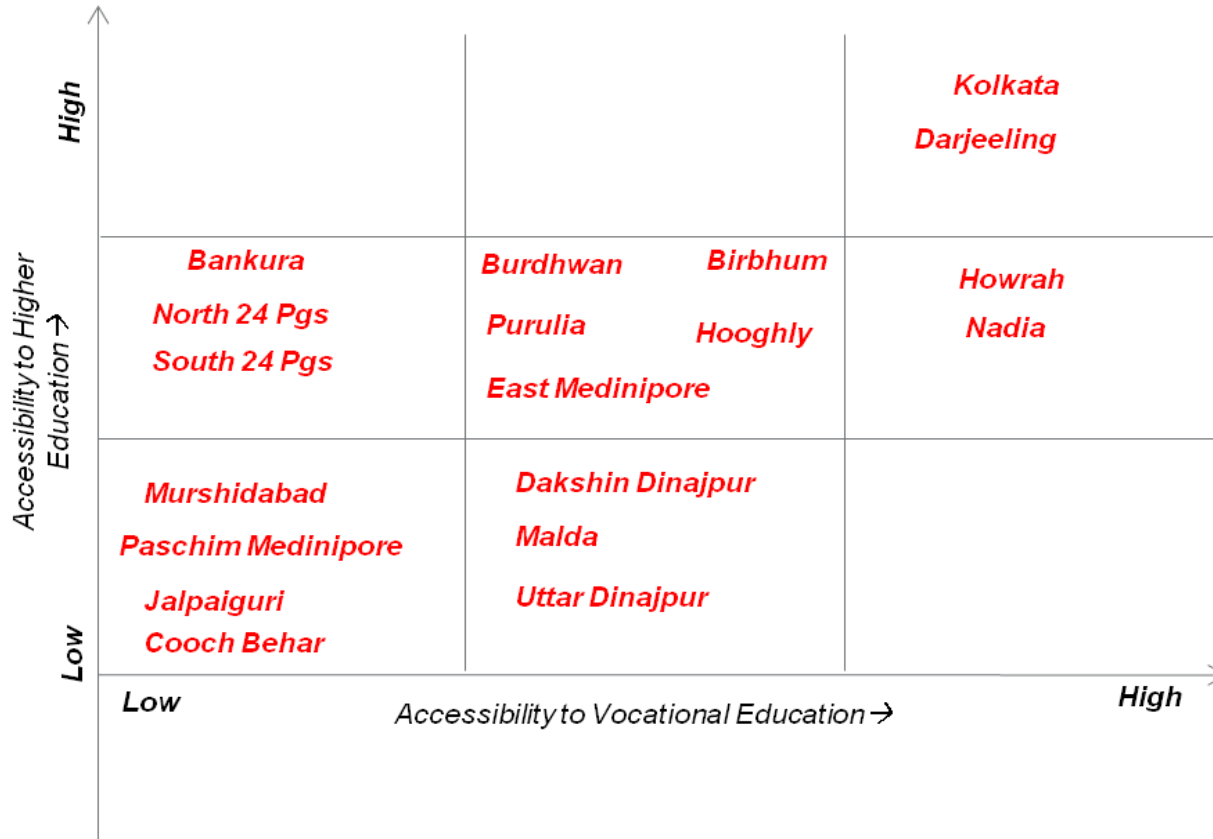 High
Kolkata
Darjeeling
Accessibility to Higher
Education →
Bankura
North 24 Pgs
South 24 Pgs
Burdhwan
Birbhum
Purulia
Hooghly
East Medinipore
Howrah
Nadia
Murshidabad
Paschim Medinipore
Jalpaiguri
Cooch Behar
Dakshin Dinajpur
Malda
Uttar Dinajpur
Low
Low
Accessibility to Vocational Education →
High